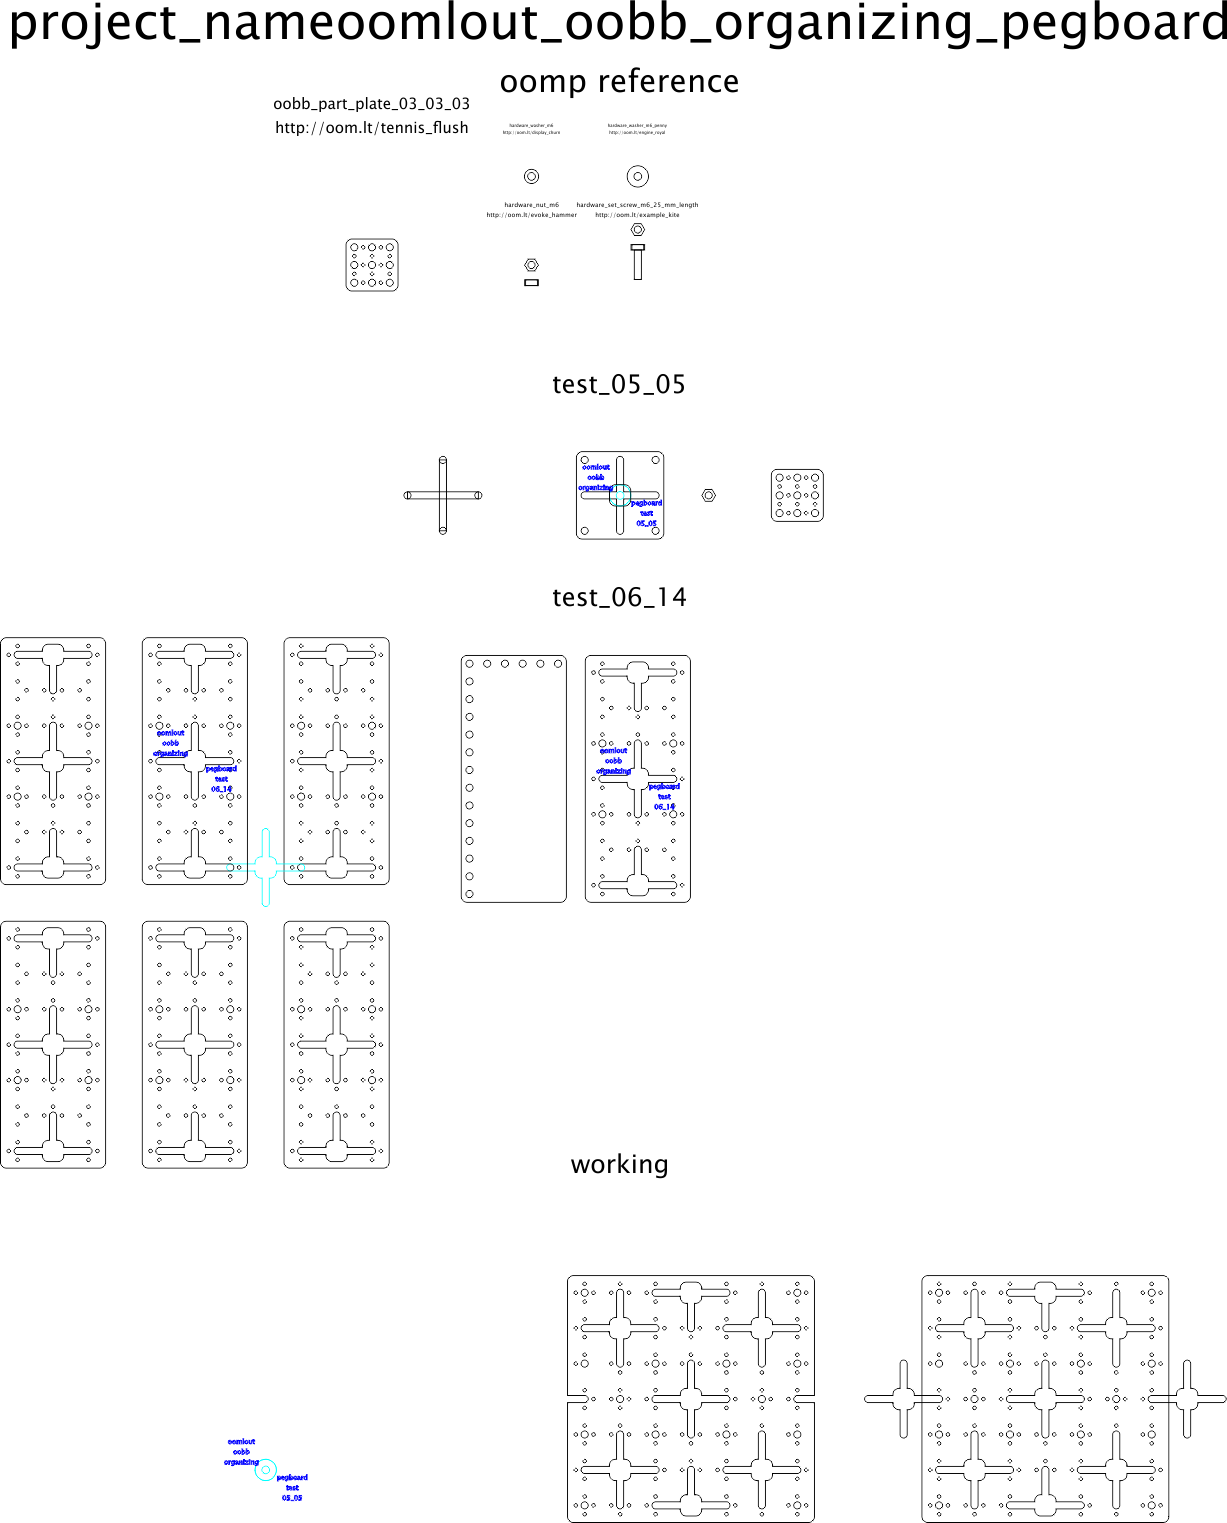 project_nameoomlout_oobb_organizing_pegboard
oomp reference
oobb_part_plate_03_03_03
http://oom.lt/tennis_flush
hardware_washer_m6
http://oom.lt/display_churn
hardware_washer_m6_penny
http://oom.lt/engine_royal
hardware_nut_m6
http://oom.lt/evoke_hammer
hardware_set_screw_m6_25_mm_length
http://oom.lt/example_kite
test_05_05
oomlout
oobb
organizing
pegboard
test
05_05
test_06_14
oomlout
oobb
organizing
pegboard
test
06_14
oomlout
oobb
organizing
pegboard
test
06_14
working
oomlout
oobb
organizing
pegboard
test
05_05